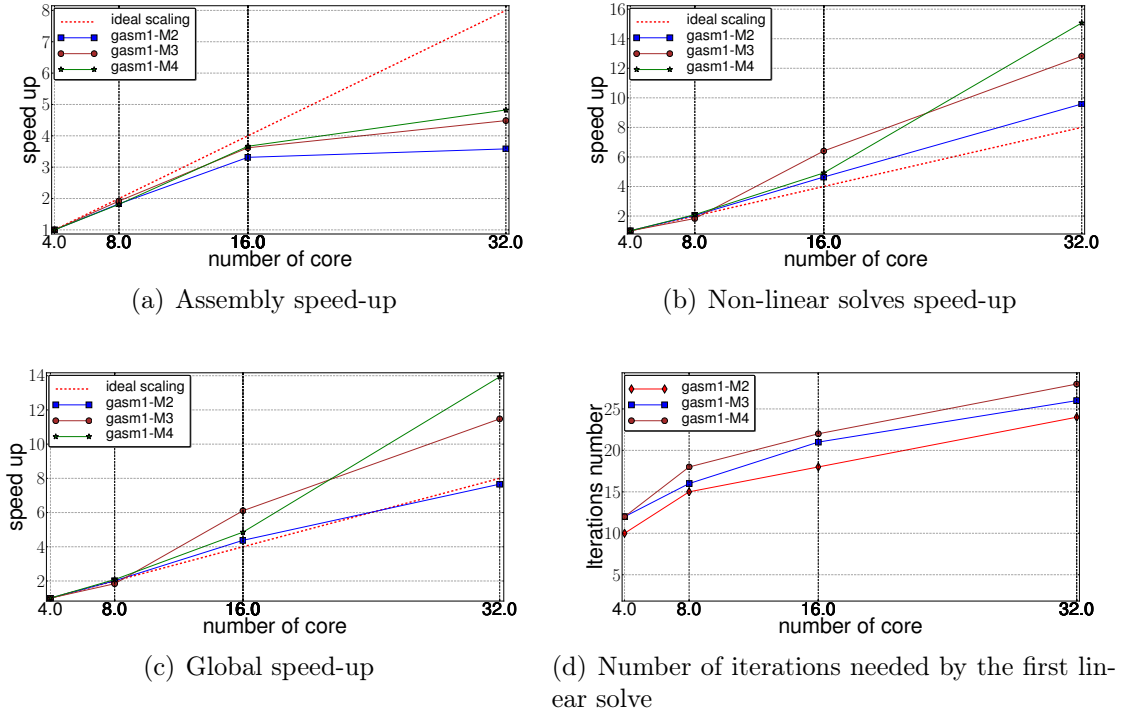 8
7
6
5
4
3
2
1
speed up
ideal scaling
gasm1-M2
gasm1-M3
gasm1-M4
4.0 8.0 16.0 32.0
number of core
(a) Assembly speed-up
16
14
12
10
8
6
4
2
speed up
ideal scaling
gasm1-M2
gasm1-M3
gasm1-M4
4.0 8.0 16.0 32.0
number of core
(b) Non-linear solves speed-up
14
12
10
8
6
4
2
speed up
ideal scaling
gasm1-M2
gasm1-M3
gasm1-M4
4.0 8.0 16.0 32.0
number of core
(c) Global speed-up
25
20
15
10
5
Iterations number
gasm1-M2
gasm1-M3
gasm1-M4
4.0 8.0 16.0 32.0
number of core
(d) Number of iterations needed by the first lin-
ear solve